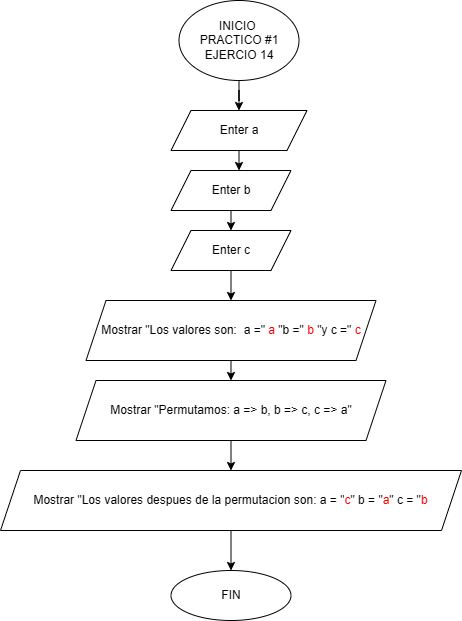 INICIO
PRACTICO #1
EJERCIO 14
Enter a
Enter b
Enter c
Mostrar "Los valores son:  a =" a "b =" b "y c =" c
Mostrar "Permutamos: a => b, b => c, c => a"
Mostrar "Los valores despues de la permutacion son: a = "c" b = "a" c = "b
FIN